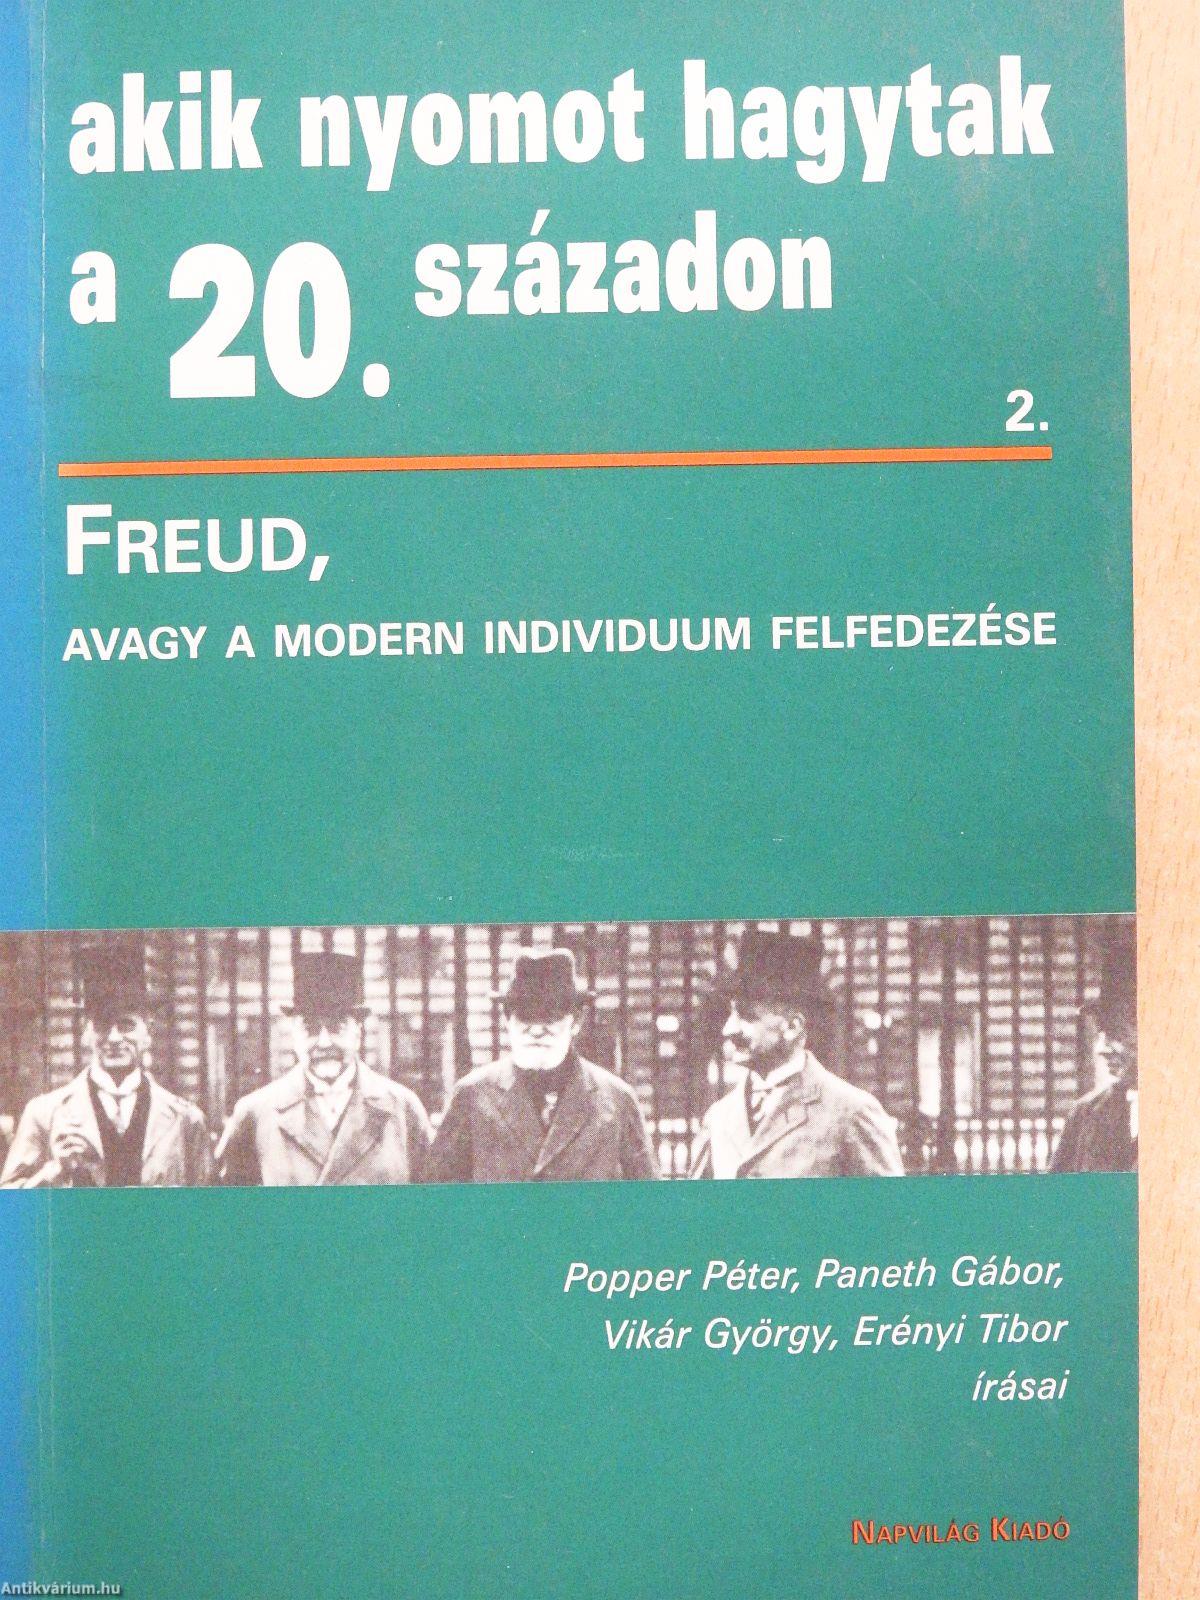 akik nyomot hagytak
a 20. században
2.
FREUD,
AVAGY A MODERN INDIVIDUUM FELFEDEZÉSE
Popper Péter, Paneth Gábor,
Vikár György, Erényi Tibor
írásai
NAPVILÁG KIADÓ
Antikvárium.hu